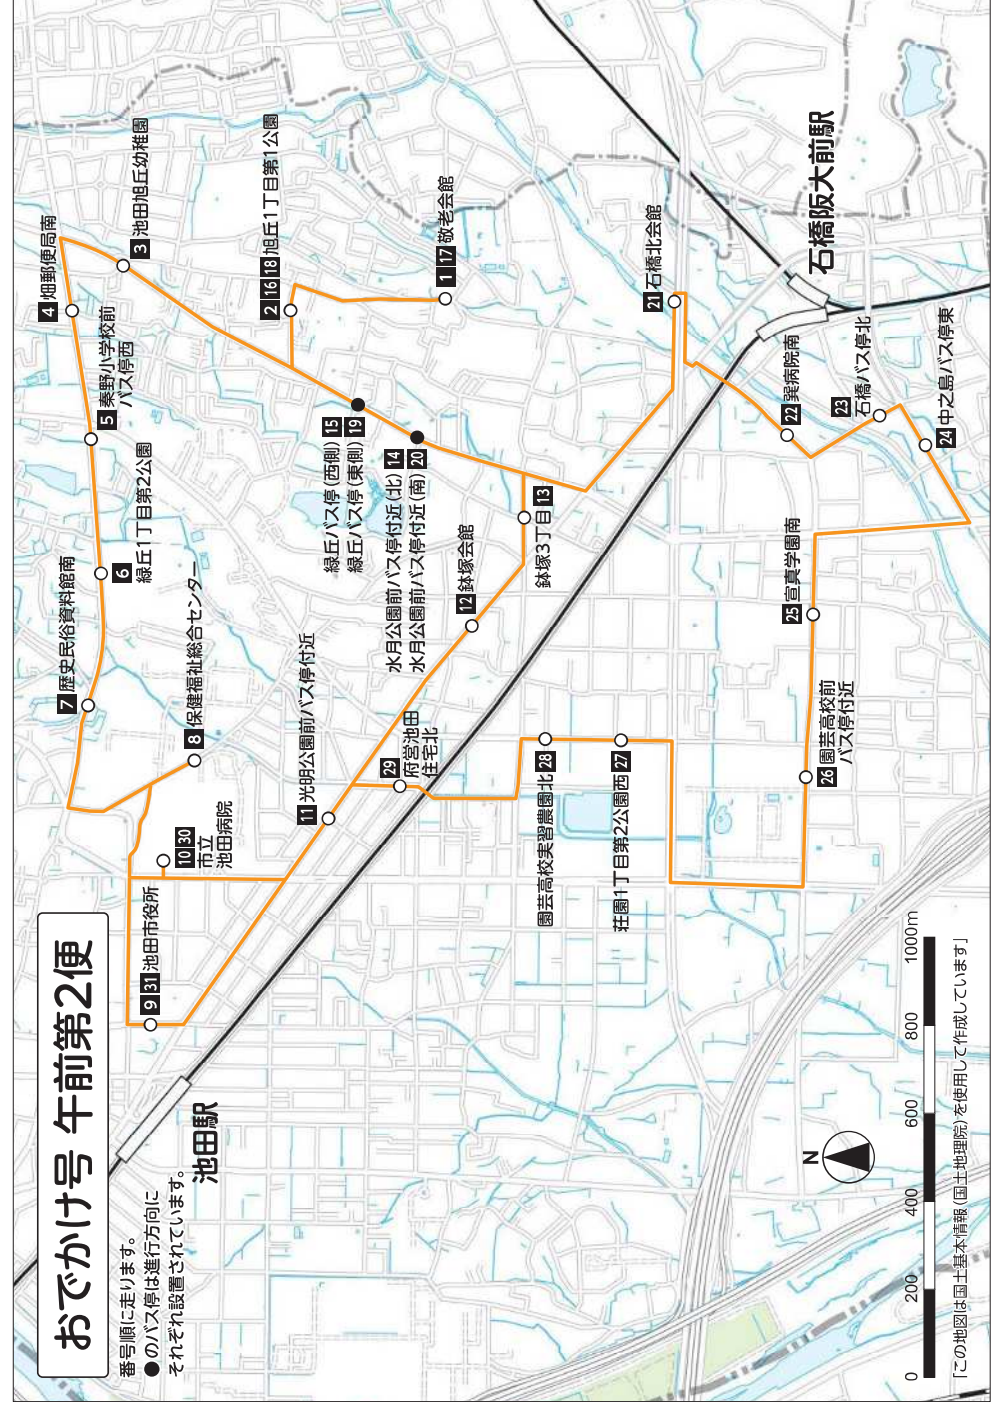 おでかけ号 午前第2便
番号順に走ります。
●のバス停は進行方向に
それぞれ設置されています。
池田駅
9 31 池田市役所
10 30
市立
池田病院
8 保健福祉総合センター
7 歴史民俗資料館南
6
緑丘1丁目第2公園
5 秦野小学校前
バス停西
4 畑郵便局南
3 池田旭丘幼稚園
2 16 18 旭丘1丁目第1公園
1 17 敬老会館
緑丘バス停(西側) 15
緑丘バス停(東側) 19
水月公園前バス停付近(北) 14
水月公園前バス停付近(南) 20
11 光明公園前バス停付近
12 鉢塚会館
鉢塚3丁目 13
29
府営池田
住宅北
園芸高校実習農園北 28
荘園1丁目第2公園西 27
21 石橋北会館
石橋阪大前駅
22 巽病院南
23
石橋バス停北
24 中之島バス停東
25 宣真学園南
26 園芸高校前
バス停付近
N
0 200 400 600 800 1000m
「この地図は国土基本情報(国土地理院)を使用して作成しています」